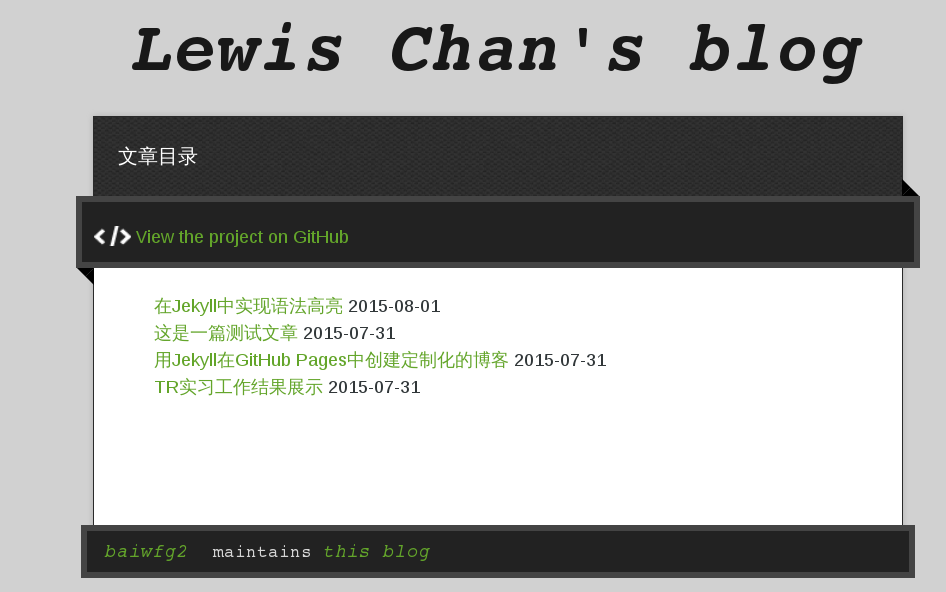 Lewis Chan's blog
文章目录
</> View the project on GitHub
在Jekyll中实现语法高亮 2015-08-01
这是一篇测试文章 2015-07-31
用Jekyll在GitHub Pages中创建定制化的博客 2015-07-31
TR实习工作结果展示 2015-07-31
baiwfg2 maintains this blog